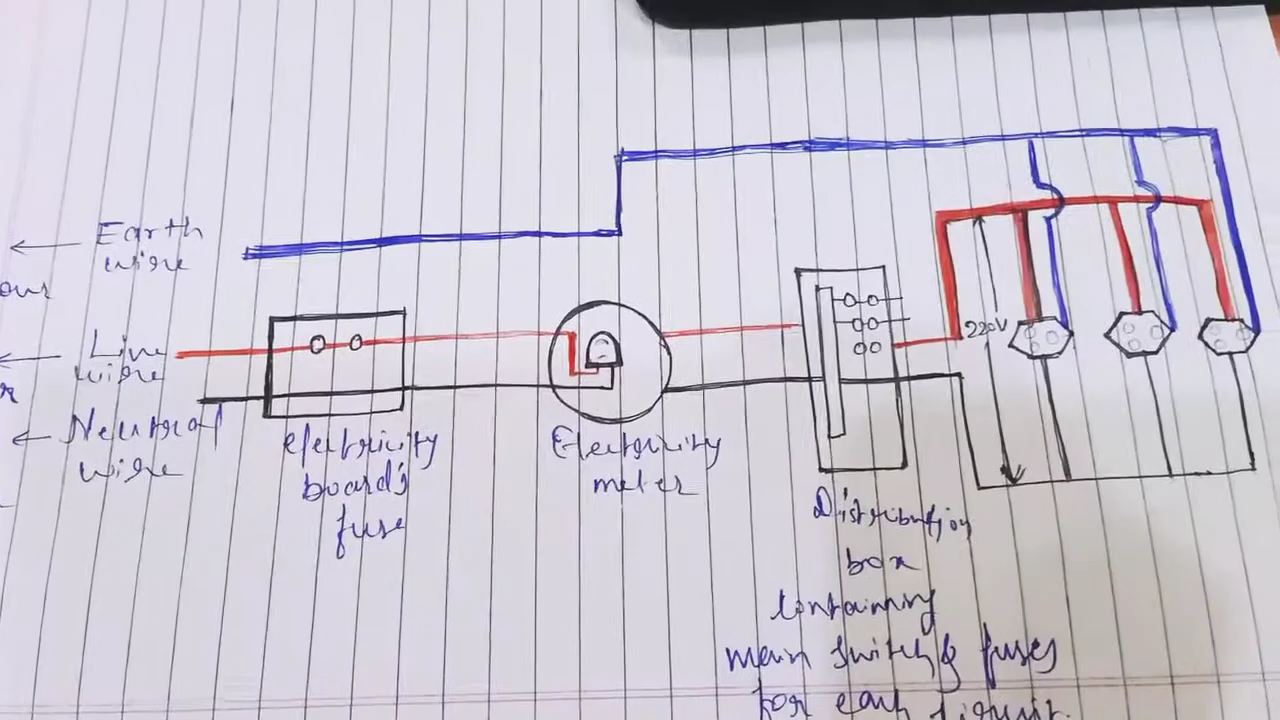 Earth
wire
our
Line
wire
r
Neutral
wire
electricity
board's
fuse
Electricity
meter
220V
Distribution
box
Containing
main switch & fuses
for each circuit.